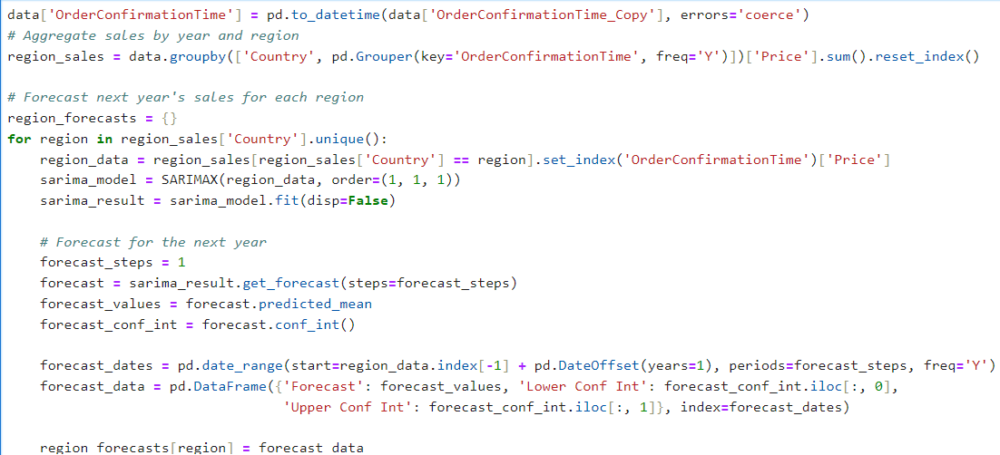 data['OrderConfirmationTime'] = pd.to_datetime(data['OrderConfirmationTime_Copy'], errors='coerce')
# Aggregate sales by year and region
region_sales = data.groupby(['Country', pd.Grouper(key='OrderConfirmationTime', freq='Y')])['Price'].sum().reset_index()

# Forecast next year's sales for each region
region_forecasts = {}
for region in region_sales['Country'].unique():
    region_data = region_sales[region_sales['Country'] == region].set_index('OrderConfirmationTime')['Price']
    sarima_model = SARIMAX(region_data, order=(1, 1, 1))
    sarima_result = sarima_model.fit(disp=False)

    # Forecast for the next year
    forecast_steps = 1
    forecast = sarima_result.get_forecast(steps=forecast_steps)
    forecast_values = forecast.predicted_mean
    forecast_conf_int = forecast.conf_int()

    forecast_dates = pd.date_range(start=region_data.index[-1] + pd.DateOffset(years=1), periods=forecast_steps, freq='Y')
    forecast_data = pd.DataFrame({'Forecast': forecast_values, 'Lower Conf Int': forecast_conf_int.iloc[:, 0],
                                  'Upper Conf Int': forecast_conf_int.iloc[:, 1]}, index=forecast_dates)

    region_forecasts[region] = forecast_data